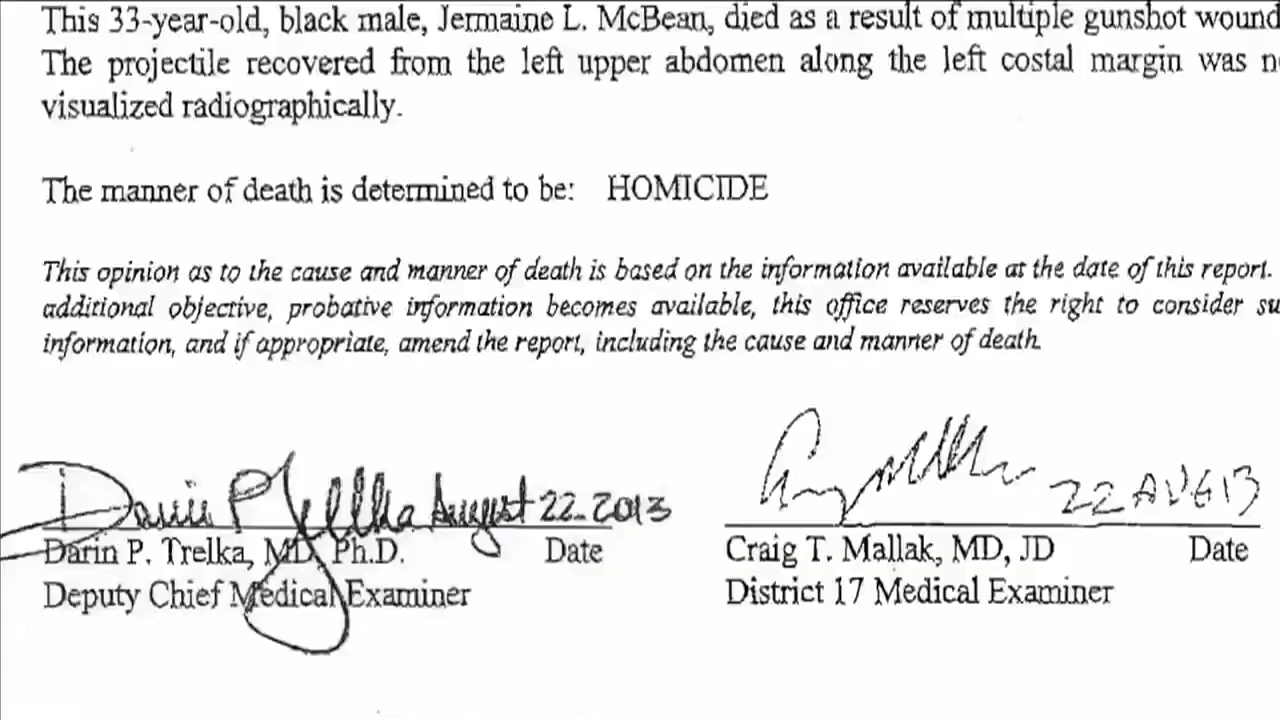 This 33-year-old, black male, Jermaine L. McBean, died as a result of multiple gunshot wound
The projectile recovered from the left upper abdomen along the left costal margin was n
visualized radiographically.
The manner of death is determined to be: HOMICIDE
This opinion as to the cause and manner of death is based on the information available at the date of this report.
additional objective, probative information becomes available, this office reserves the right to consider su
information, and if appropriate, amend the report, including the cause and manner of death.
Darin P Trelka August 22-2013
22 AUG 13
Darin P. Trelka, MD, Ph.D. Date
Craig T. Mallak, MD, JD Date
Deputy Chief Medical Examiner
District 17 Medical Examiner